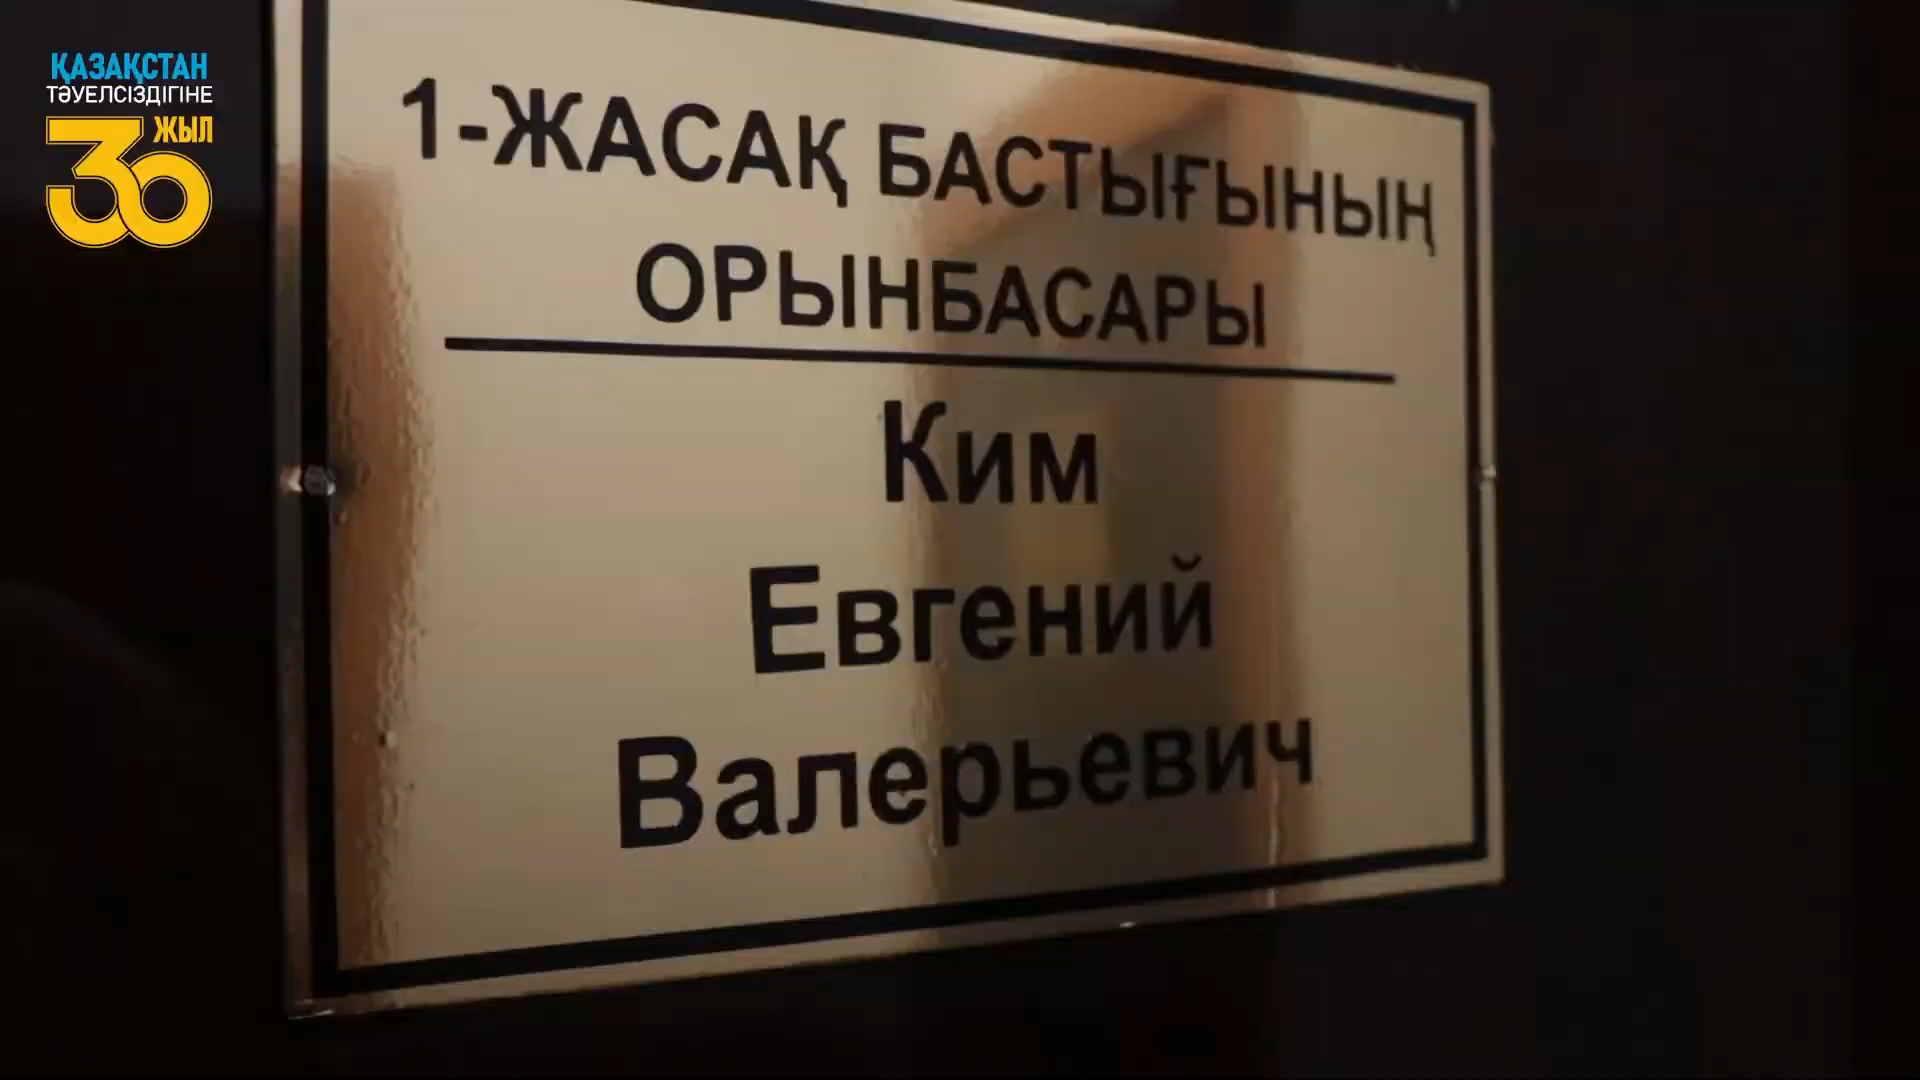 ҚАЗАҚСТАН
ТӘУЕЛСІЗДІГІНЕ
30 ЖЫЛ
1-ЖАСАҚ БАСТЫҒЫНЫҢ
ОРЫНБАСАРЫ
Ким
Евгений
Валерьевич